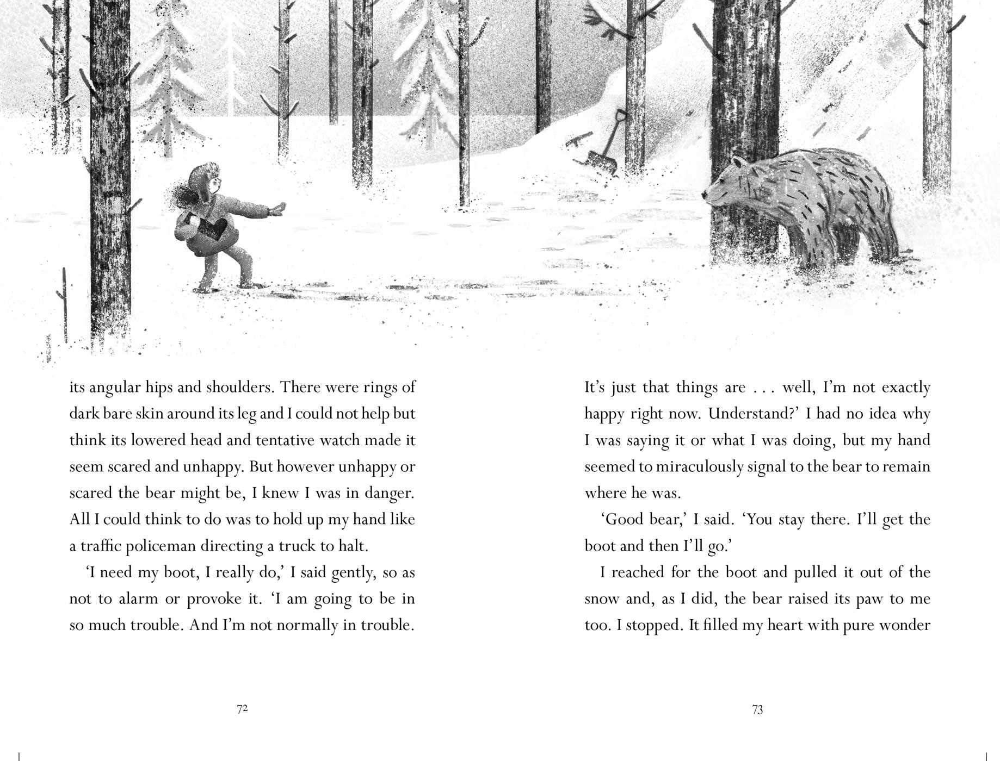 its angular hips and shoulders. There were rings of
dark bare skin around its leg and I could not help but
think its lowered head and tentative watch made it
seem scared and unhappy. But however unhappy or
scared the bear might be, I knew I was in danger.
All I could think to do was to hold up my hand like
a traffic policeman directing a truck to halt.
‘I need my boot, I really do,’ I said gently, so as
not to alarm or provoke it. ‘I am going to be in
so much trouble. And I’m not normally in trouble.
72
It’s just that things are . . . well, I’m not exactly
happy right now. Understand?’ I had no idea why
I was saying it or what I was doing, but my hand
seemed to miraculously signal to the bear to remain
where he was.
‘Good bear,’ I said. ‘You stay there. I’ll get the
boot and then I’ll go.’
I reached for the boot and pulled it out of the
snow and, as I did, the bear raised its paw to me
too. I stopped. It filled my heart with pure wonder
73